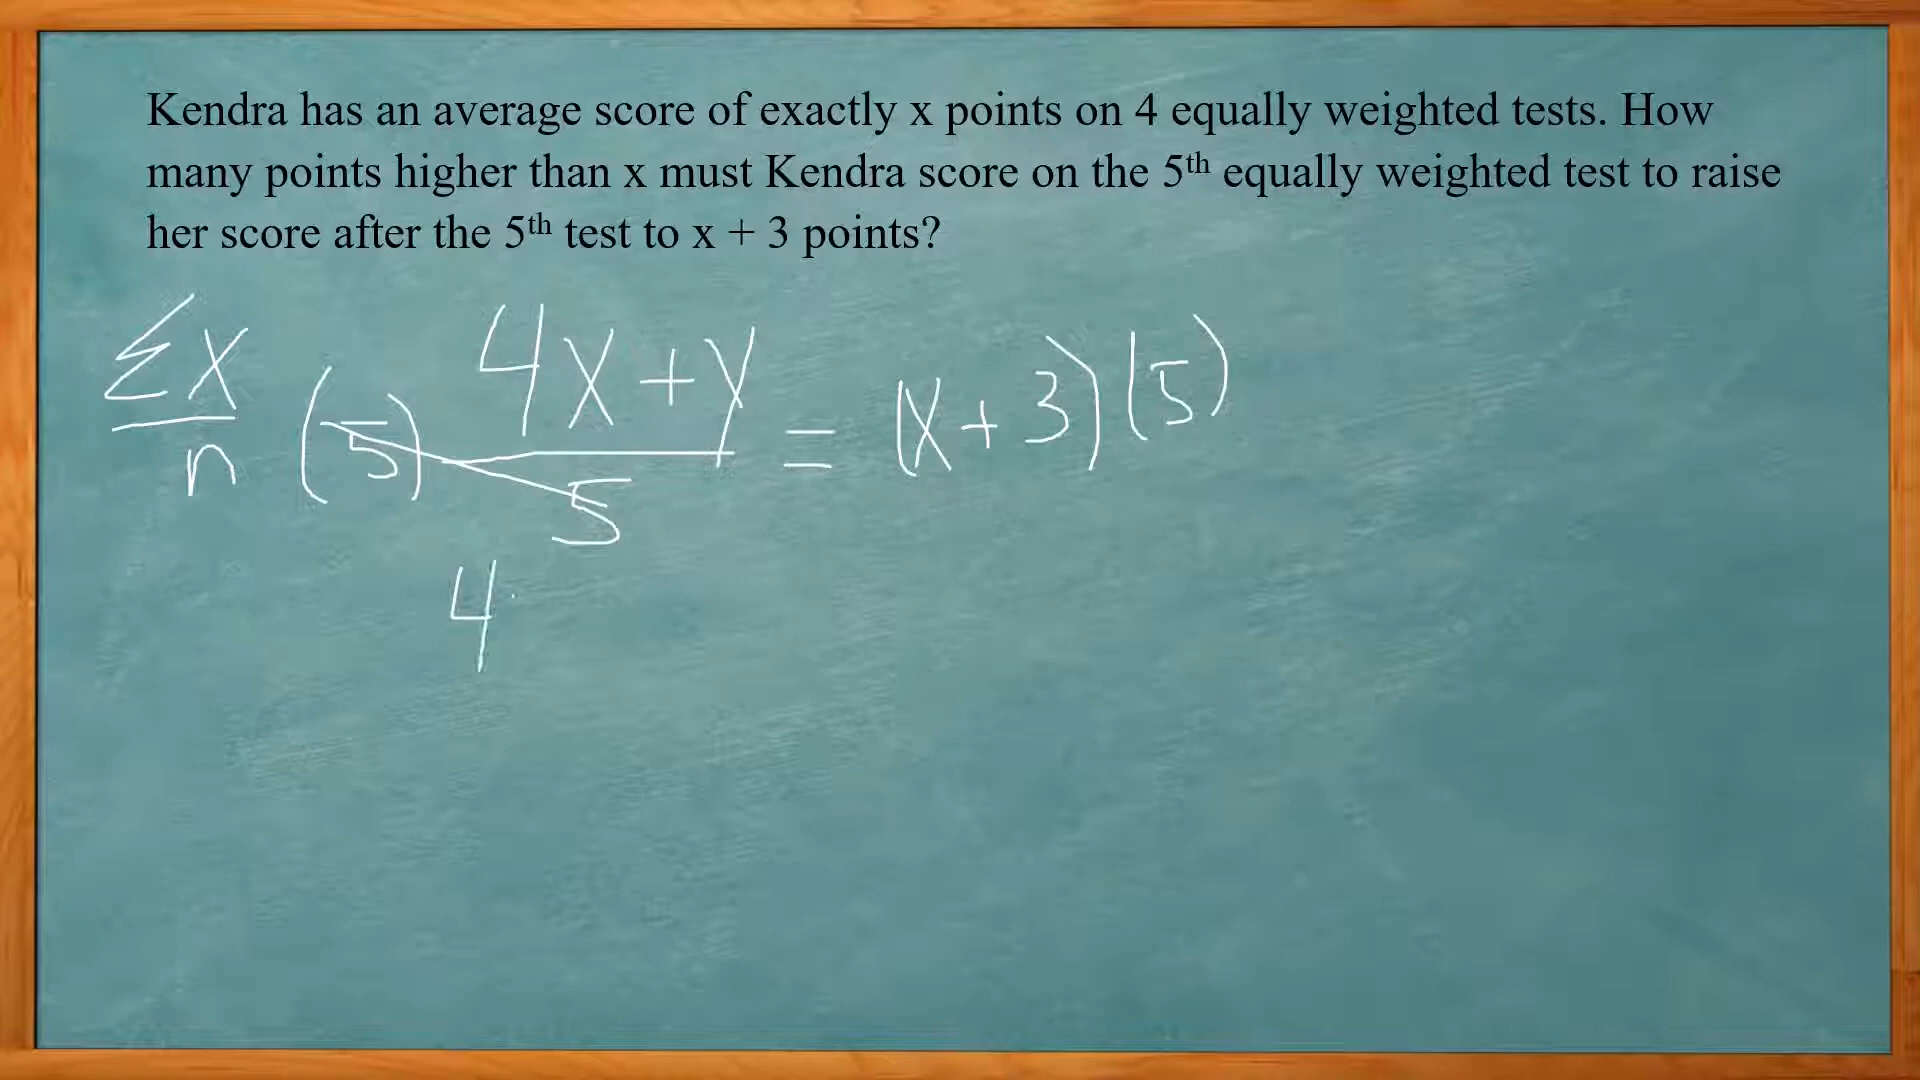 Kendra has an average score of exactly x points on 4 equally weighted tests. How
many points higher than x must Kendra score on the 5th equally weighted test to raise
her score after the 5th test to x + 3 points?
Σx/n (5) 4x+y/5 = (x+3)(5)
4